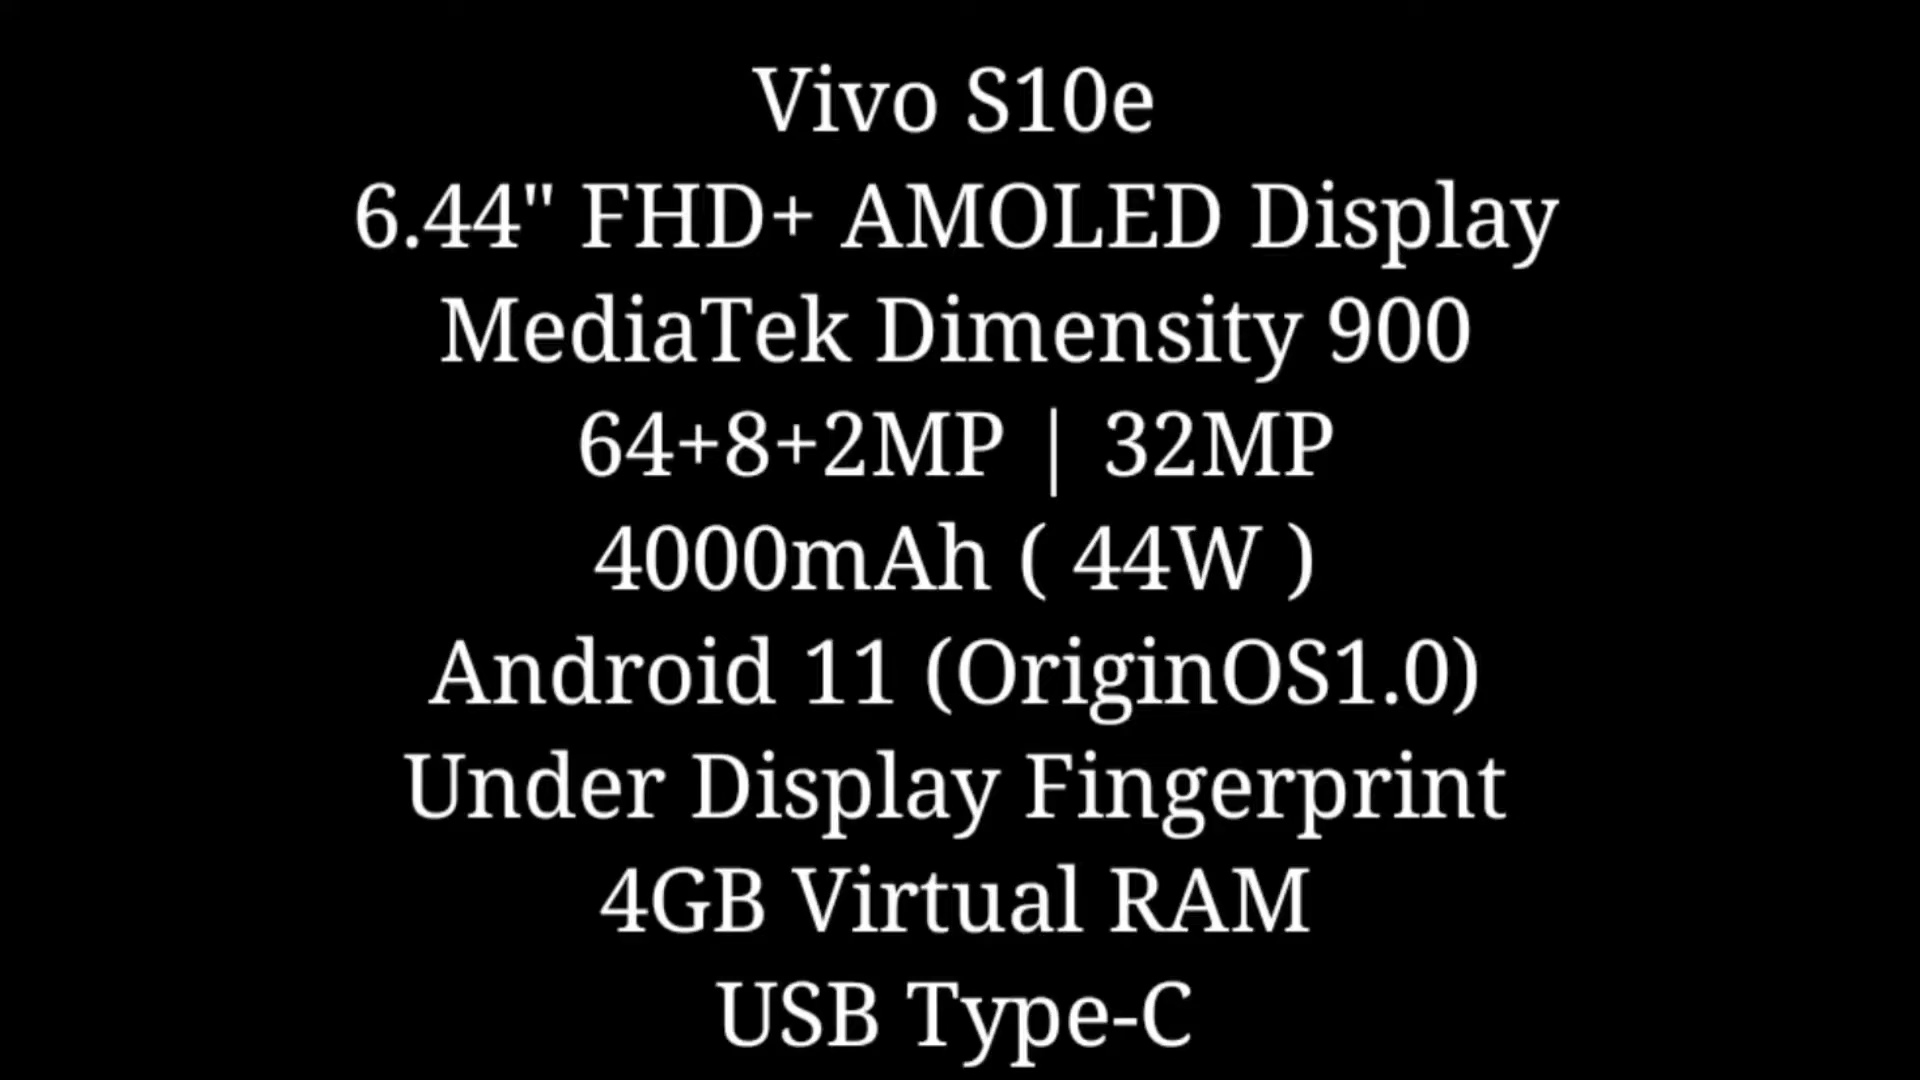 Vivo S10e
6.44" FHD+ AMOLED Display
MediaTek Dimensity 900
64+8+2MP | 32MP
4000mAh ( 44W )
Android 11 (OriginOS1.0)
Under Display Fingerprint
4GB Virtual RAM
USB Type-C